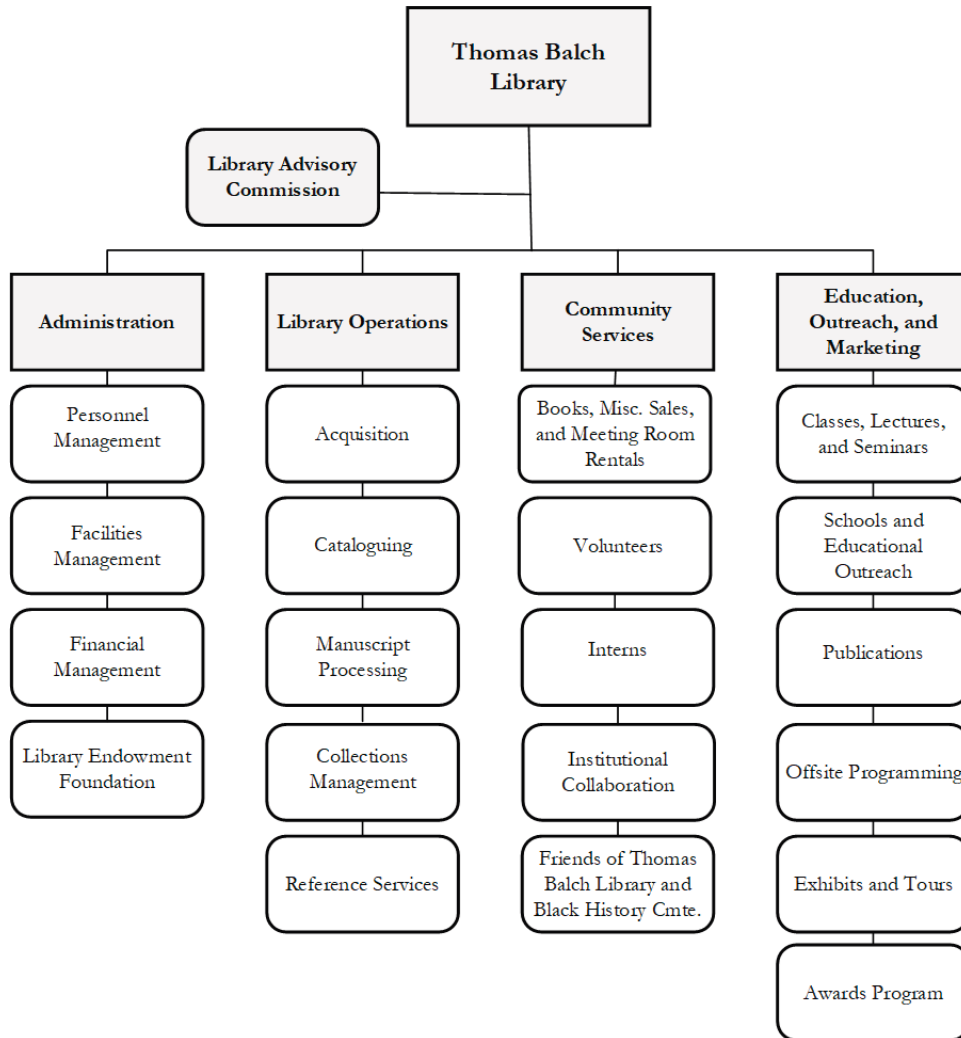 Thomas Balch
Library
Library Advisory
Commission
Administration
Library Operations
Community
Services
Education,
Outreach, and
Marketing
Personnel
Management
Facilities
Management
Financial
Management
Library Endowment
Foundation
Acquisition
Cataloguing
Manuscript
Processing
Collections
Management
Reference Services
Books, Misc. Sales,
and Meeting Room
Rentals
Volunteers
Interns
Institutional
Collaboration
Friends of Thomas
Balch Library and
Black History Cmte.
Classes, Lectures,
and Seminars
Schools and
Educational
Outreach
Publications
Offsite Programming
Exhibits and Tours
Awards Program